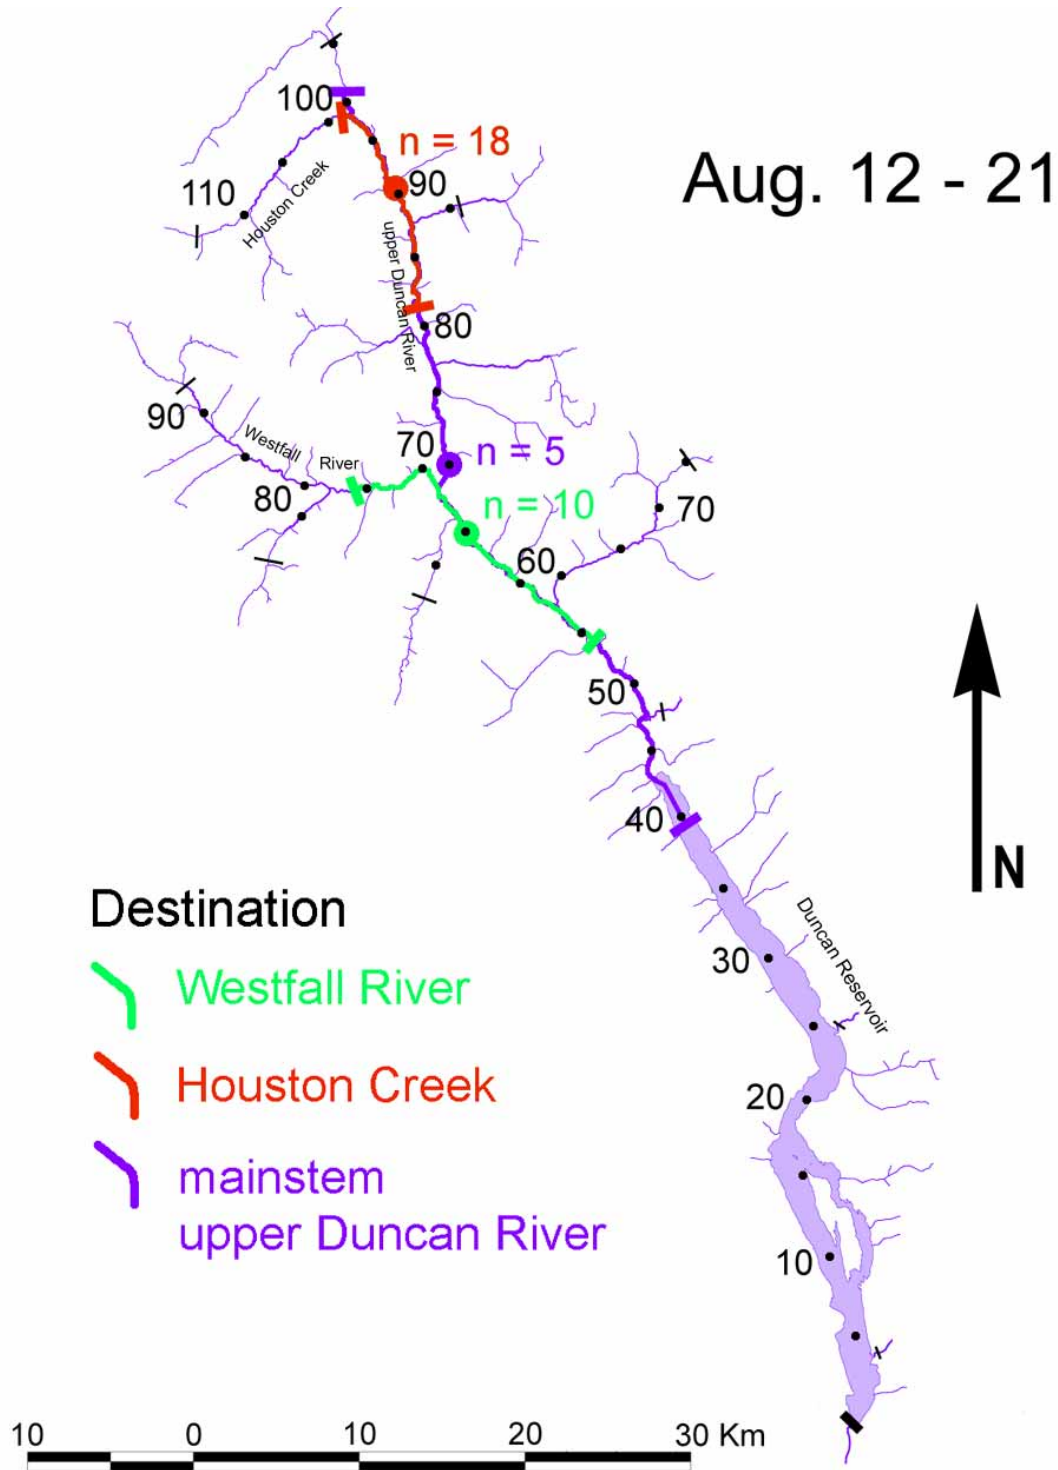 100
n = 18
110
Houston Creek
90
Aug. 12 - 21
upper Duncan River
80
90
Westfall
River
70
n = 5
80
n = 10
70
60
50
40
N
Destination
Westfall River
Houston Creek
mainstem
upper Duncan River
30
Duncan Reservoir
20
10
10 0 10 20 30 Km